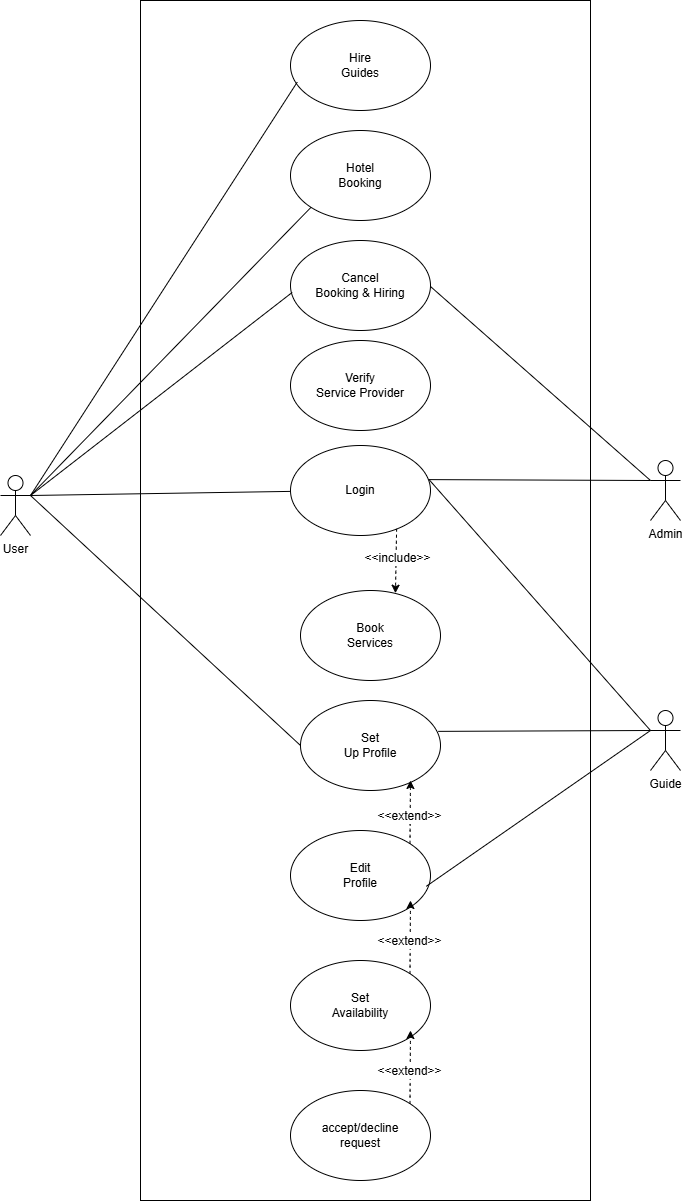 Hire
Guides
Hotel
Booking
Cancel
Booking & Hiring
Verify
Service Provider
Login
User
Admin
<<include>>
Book
Services
Set
Up Profile
Guide
<<extend>>
Edit
Profile
<<extend>>
Set
Availability
<<extend>>
accept/decline
request